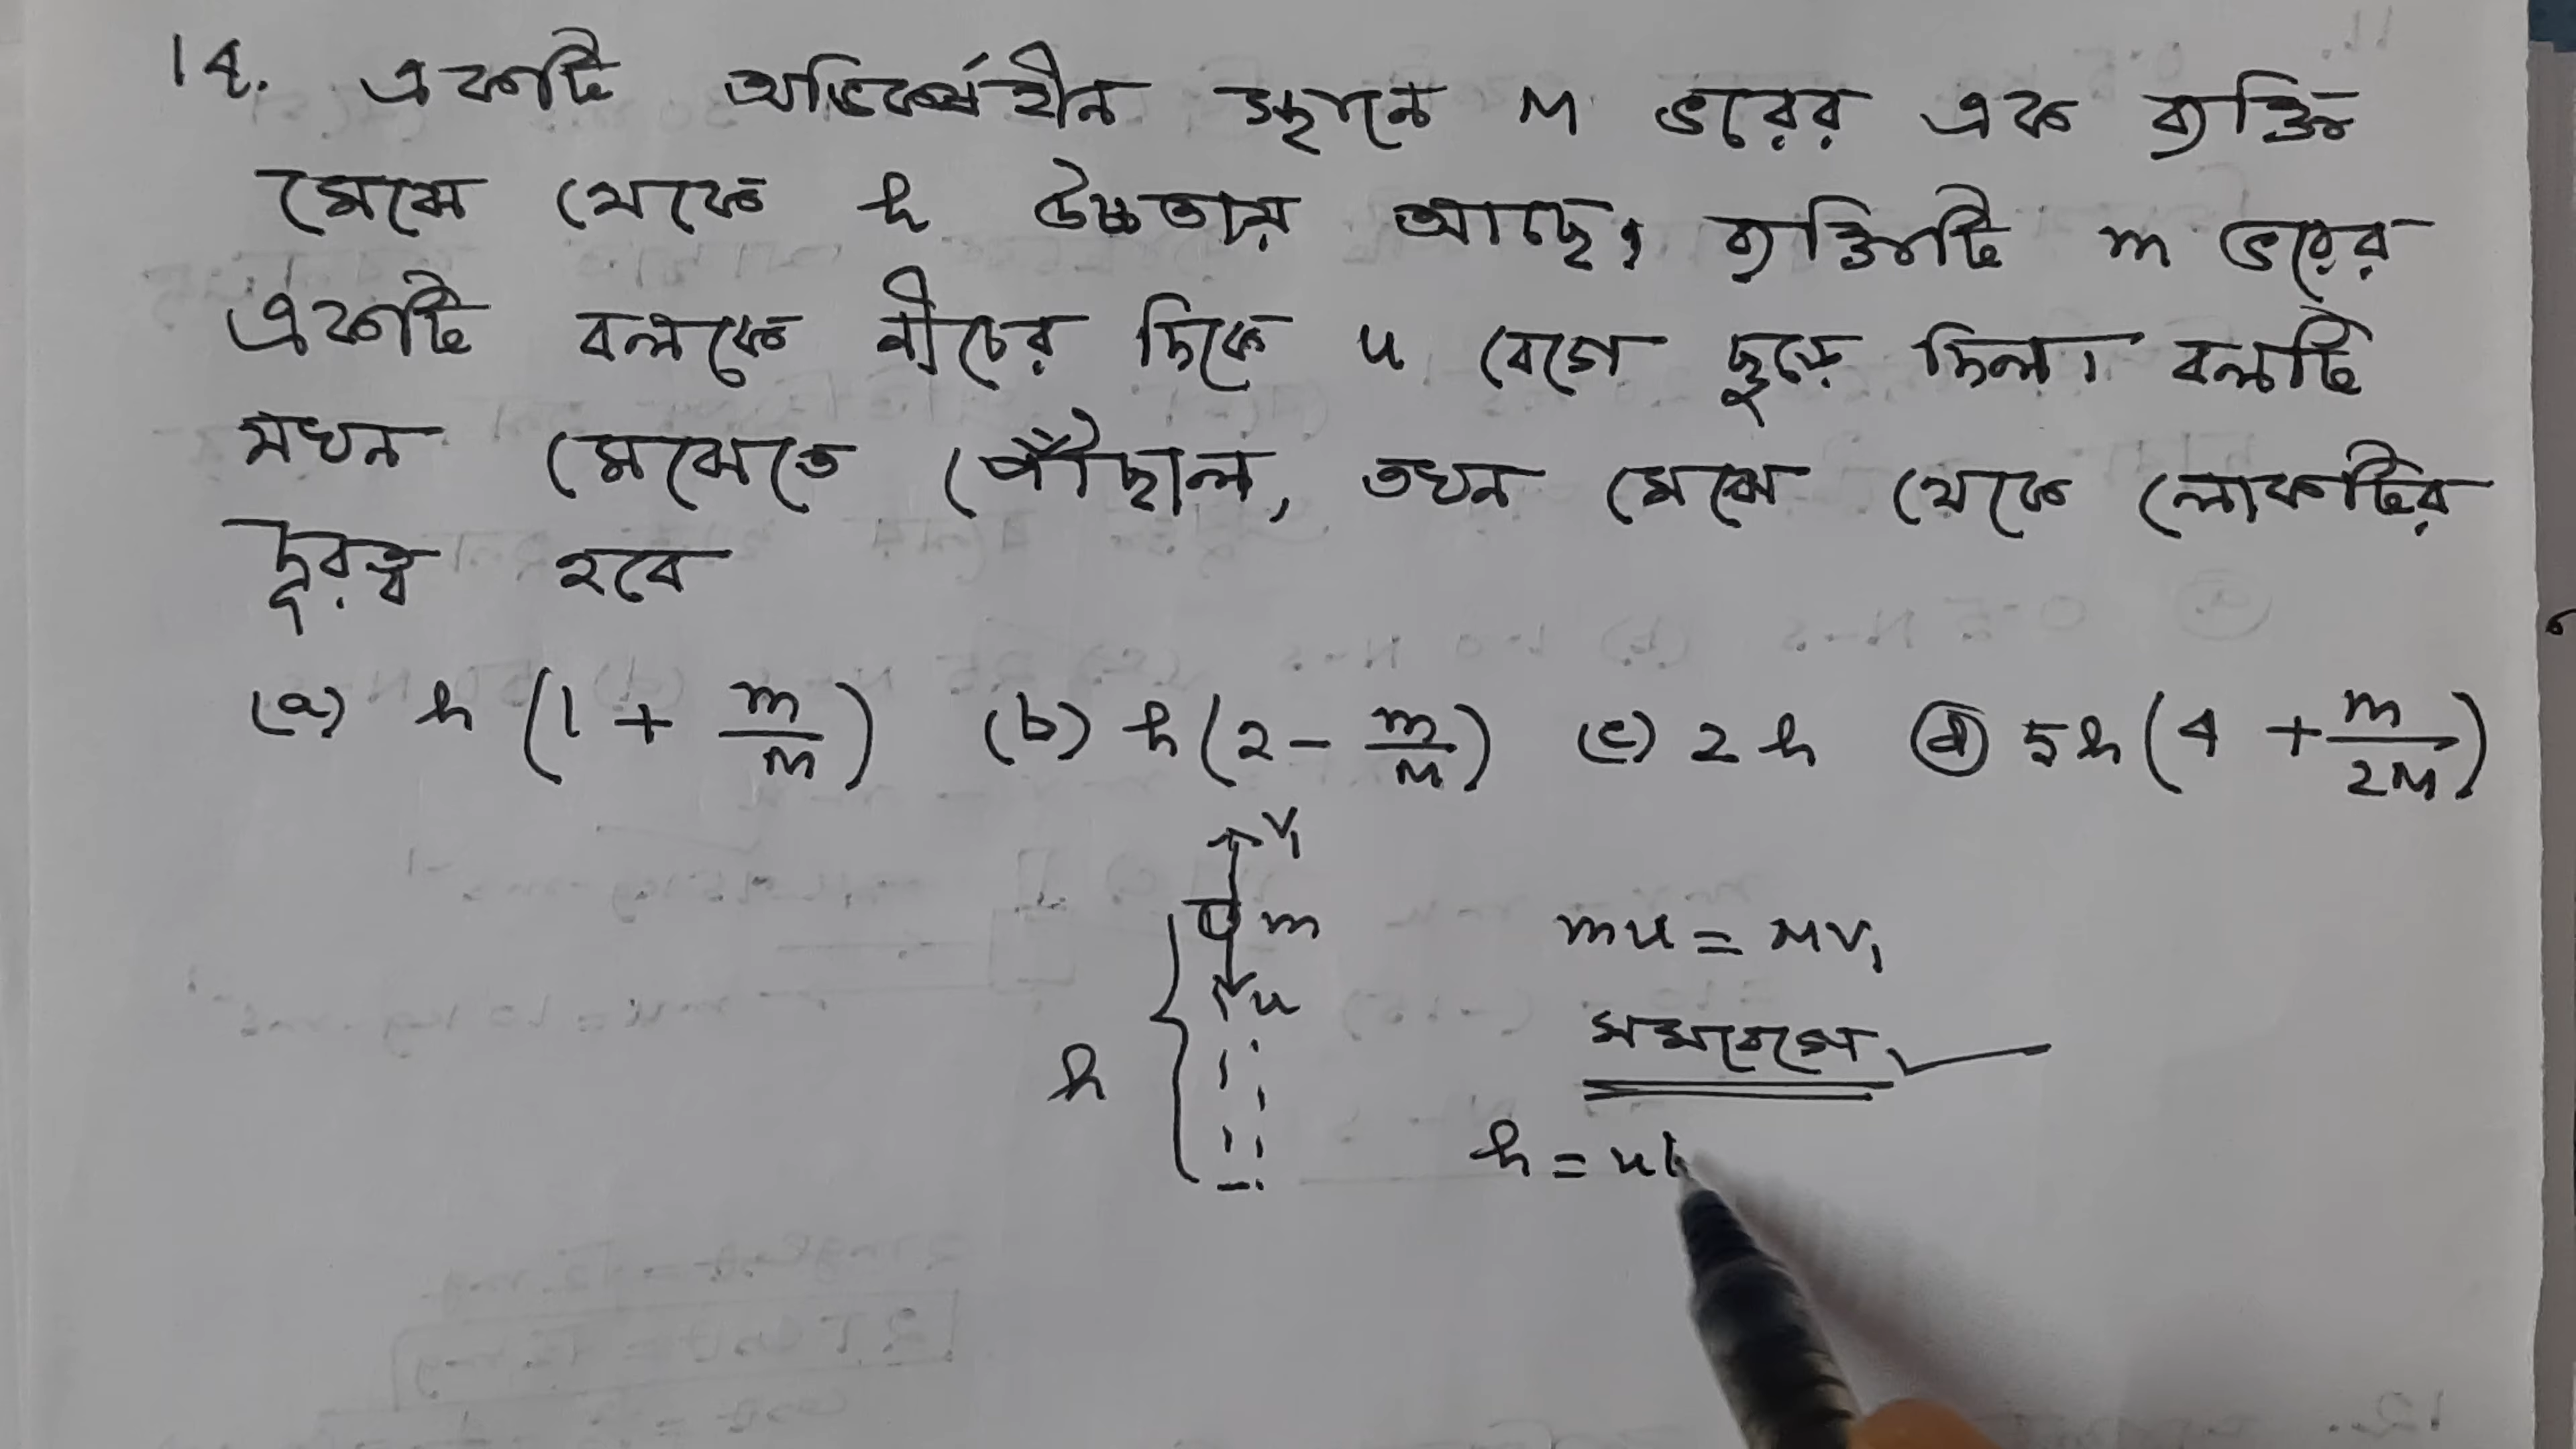 14. একটি অভিকর্ষহীন স্থানে M ভরের এক ব্যক্তি
মেঝে থেকে h উচ্চতায় আছে। ব্যক্তিটি m ভরের
একটি বলকে নীচের দিকে u বেগে ছুড়ে দিল। বলটি
যখন মেঝেতে পৌঁছাল, তখন মেঝে থেকে লোকটির
দূরত্ব হবে
(a) h (1 + m/M) (b) h (2 - m/M) (c) 2h (d) 5h (4 + m/2M)
v₁
m
mu = Mv₁
u
সমবেগে
h
h = ut